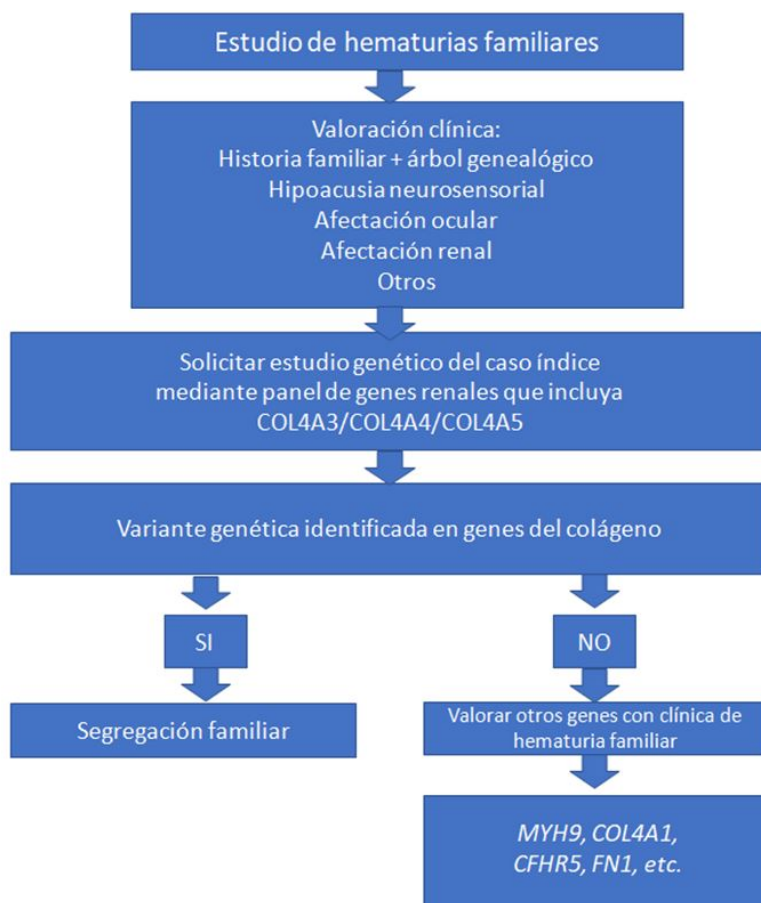 Estudio de hematurias familiares
Valoración clínica:
Historia familiar + árbol genealógico
Hipoacusia neurosensorial
Afectación ocular
Afectación renal
Otros
Solicitar estudio genético del caso índice
mediante panel de genes renales que incluya
COL4A3/COL4A4/COL4A5
Variante genética identificada en genes del colágeno
SI
NO
Segregación familiar
Valorar otros genes con clínica de
hematuria familiar
MYH9, COL4A1,
CFHR5, FN1, etc.